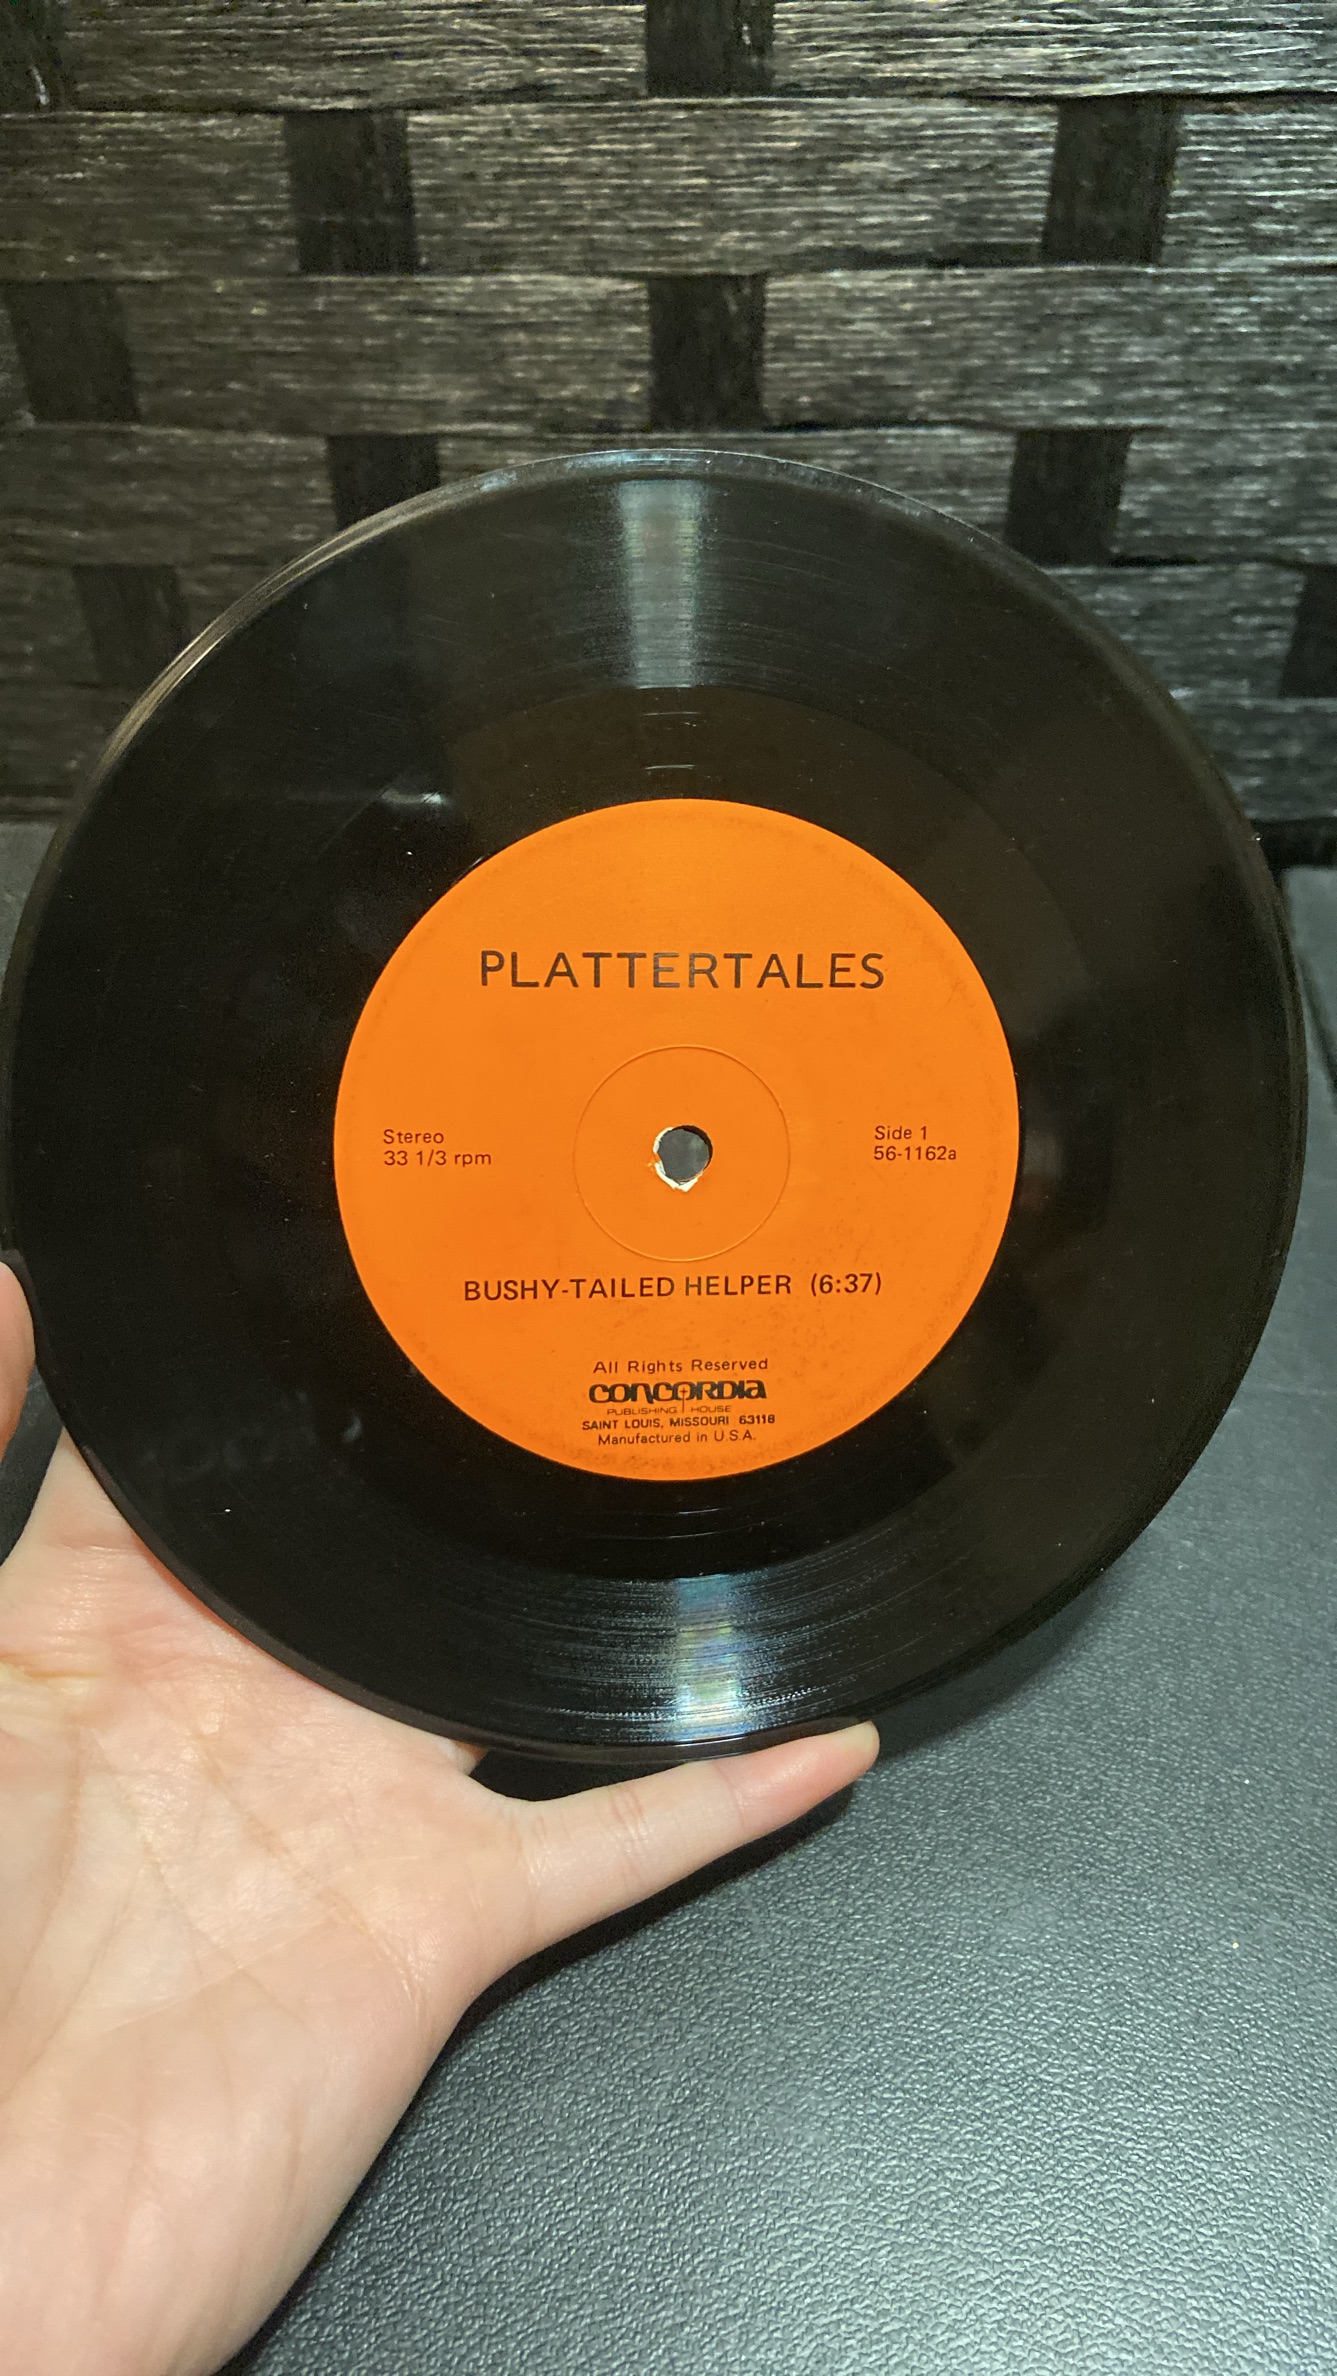 PLATTERTALES
Stereo
33 1/3 rpm
Side 1
56-1162a
BUSHY-TAILED HELPER (6:37)
All Rights Reserved
CONCORDIA
PUBLISHING HOUSE
SAINT LOUIS, MISSOURI 63118
Manufactured in U.S.A.